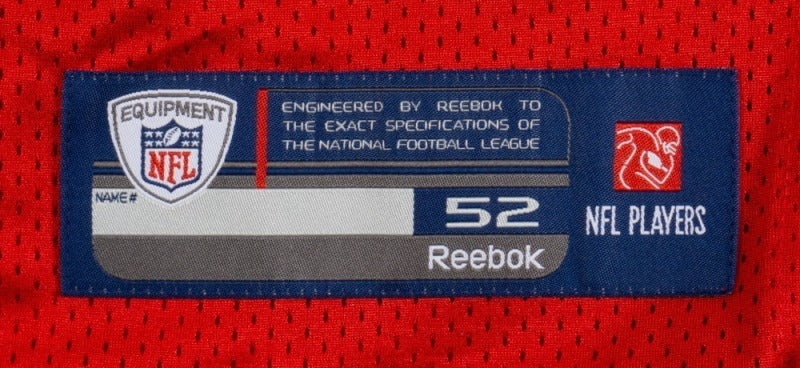 EQUIPMENT
NFL
ENGINEERED BY REEBOK TO
THE EXACT SPECIFICATIONS OF
THE NATIONAL FOOTBALL LEAGUE
NAME#
52
Reebok
NFL PLAYERS